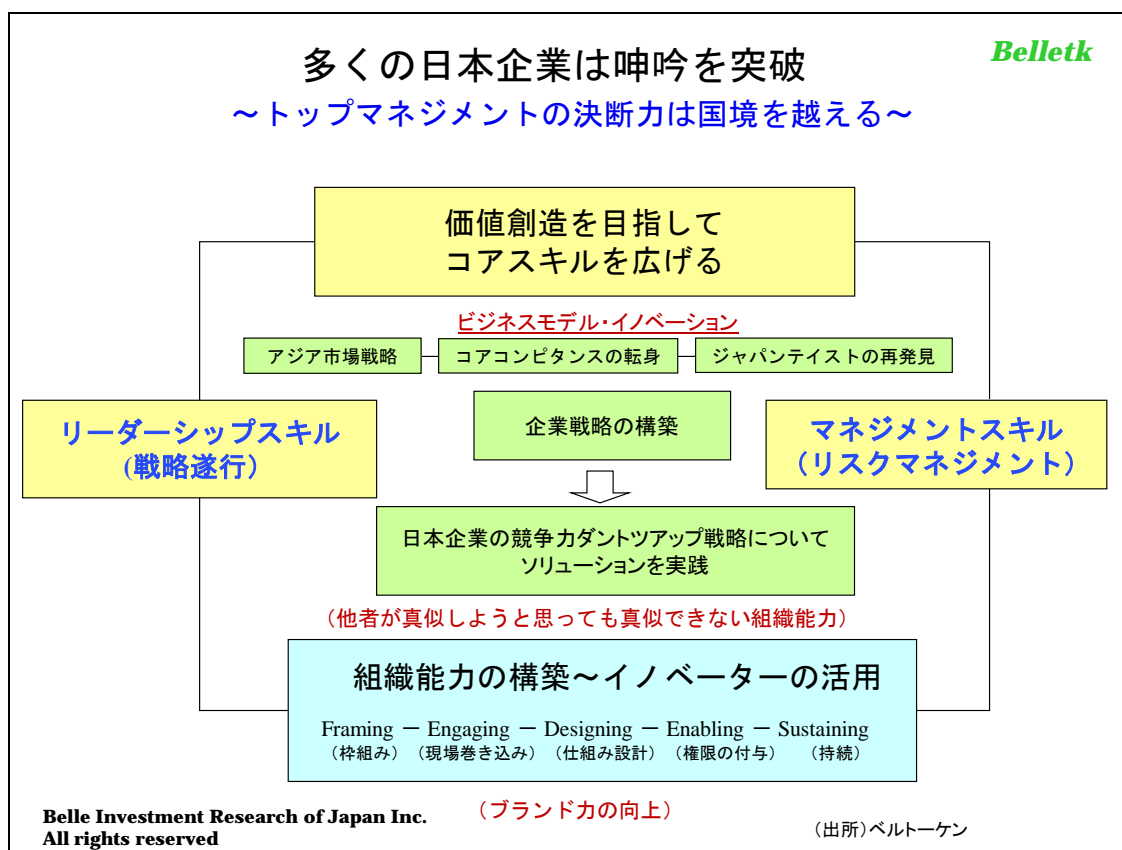 多くの日本企業は呻吟を突破
Belletk
～トップマネジメントの決断力は国境を越える～
価値創造を目指して
コアスキルを広げる
ビジネスモデル・イノベーション
アジア市場戦略
コアコンピタンスの転身
ジャパンテイストの再発見
リーダーシップスキル
(戦略遂行）
企業戦略の構築
マネジメントスキル
（リスクマネジメント）
日本企業の競争力ダントツアップ戦略について
ソリューションを実践
（他者が真似しようと思っても真似できない組織能力）
組織能力の構築～イノベーターの活用
Framing － Engaging － Designing － Enabling － Sustaining
（枠組み） （現場巻き込み） （仕組み設計） （権限の付与） （持続）
（ブランド力の向上）
Belle Investment Research of Japan Inc.
All rights reserved
（出所）ベルトーケン